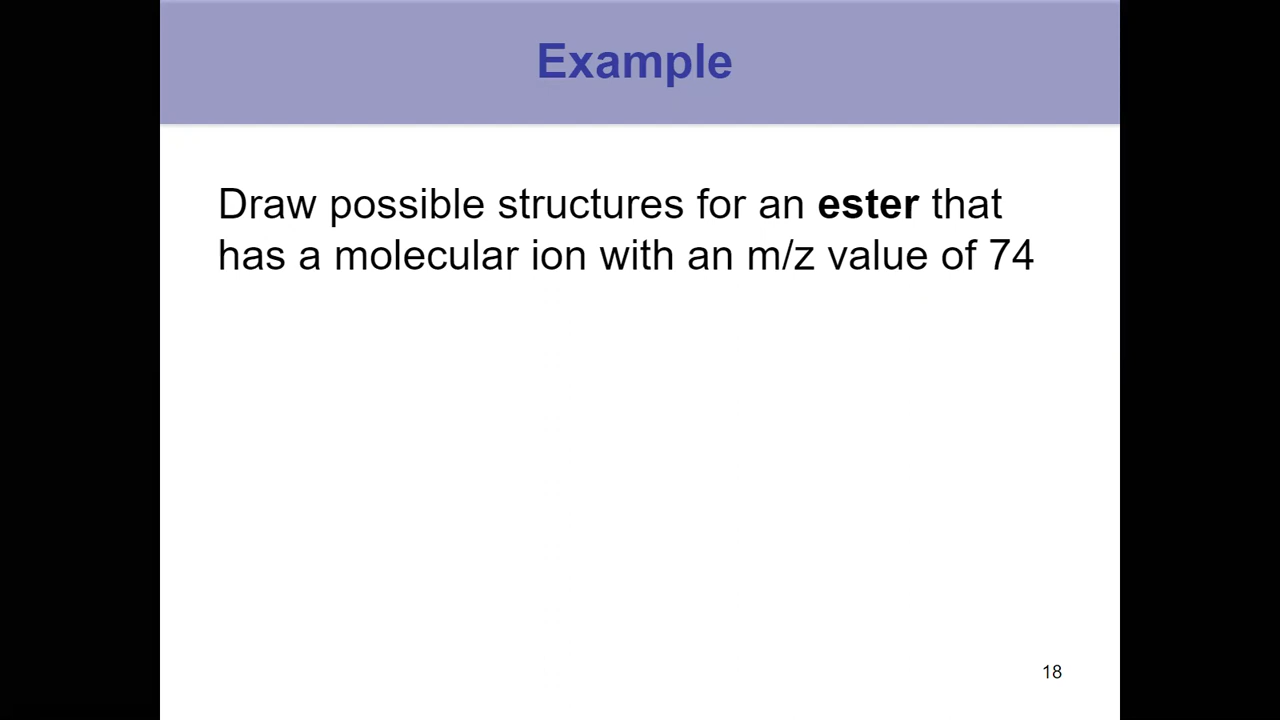 Example
Draw possible structures for an ester that
has a molecular ion with an m/z value of 74
18